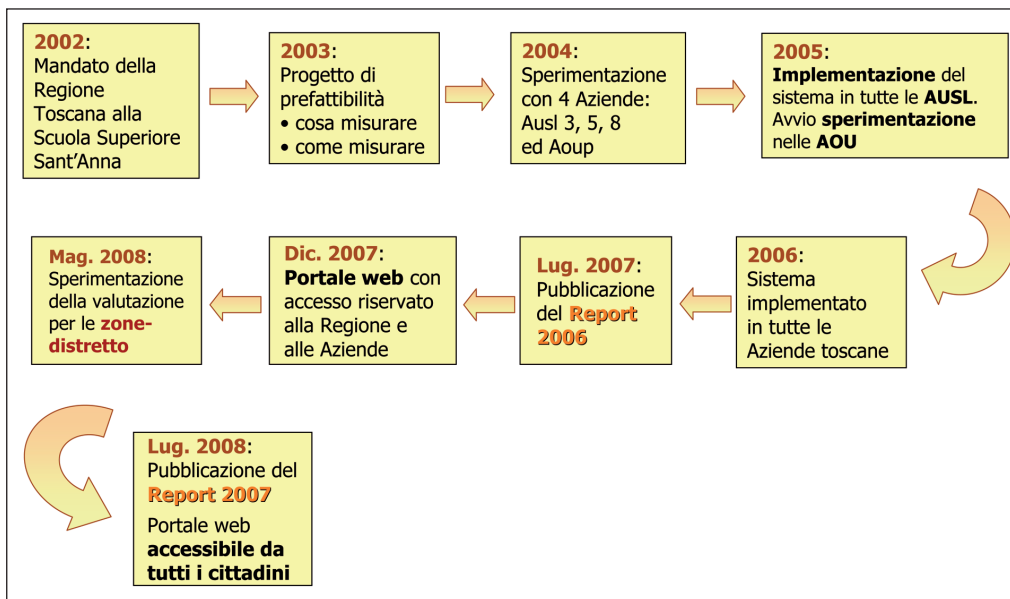 2002:
Mandato della
Regione
Toscana alla
Scuola Superiore
Sant’Anna
2003:
Progetto di
prefattibilità
• cosa misurare
• come misurare
2004:
Sperimentazione
con 4 Aziende:
Ausl 3, 5, 8
ed Aoup
2005:
Implementazione del
sistema in tutte le AUSL.
Avvio sperimentazione
nelle AOU
2006:
Sistema
implementato
in tutte le
Aziende toscane
Lug. 2007:
Pubblicazione
del Report
2006
Dic. 2007:
Portale web con
accesso riservato
alla Regione e
alle Aziende
Mag. 2008:
Sperimentazione
della valutazione
per le zone-
distretto
Lug. 2008:
Pubblicazione del
Report 2007
Portale web
accessibile da
tutti i cittadini